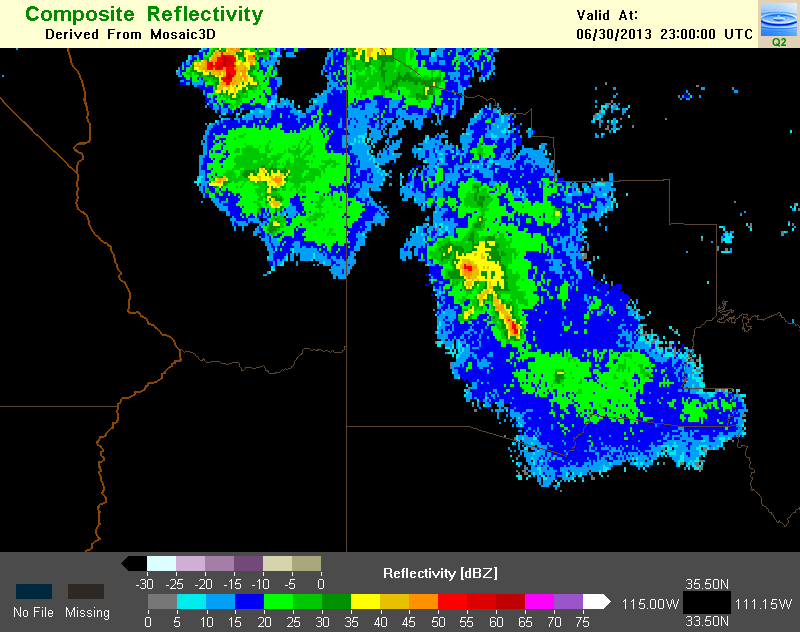 Composite Reflectivity
Derived From Mosaic3D
Valid At:
06/30/2013 23:00:00 UTC
Q2
Reflectivity [dBZ]
-30 -25 -20 -15 -10 -5 0
No File Missing
0 5 10 15 20 25 30 35 40 45 50 55 60 65 70 75
35.50N
115.00W 111.15W
33.50N